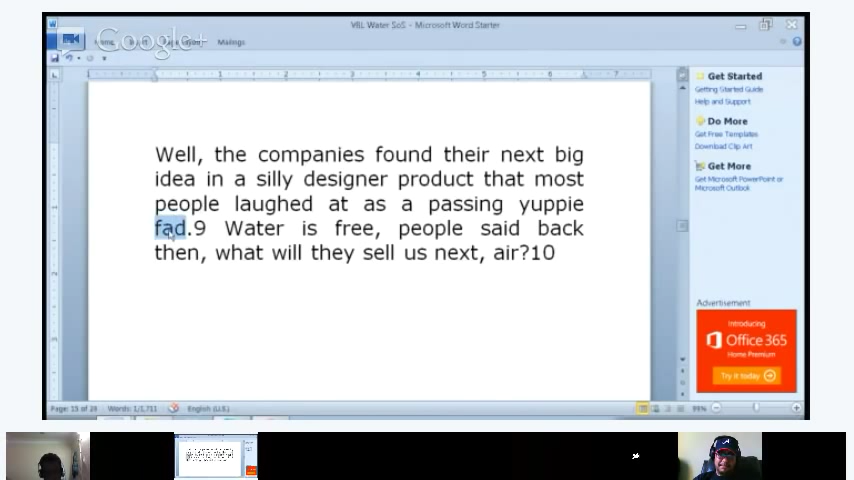 VBL Water SoS - Microsoft Word Starter
Google+
Mailings
Well, the companies found their next big
idea in a silly designer product that most
people laughed at as a passing yuppie
fad.9 Water is free, people said back
then, what will they sell us next, air?10
Get Started
Getting Started Guide
Help and Support
Do More
Get Free Templates
Download Clip Art
Get More
Get Microsoft PowerPoint or
Microsoft Outlook
Advertisement
Introducing
Office 365
Home Premium
Try it today
Page: 15 of 28 Words: 1/1,711 English (U.S.)
99%